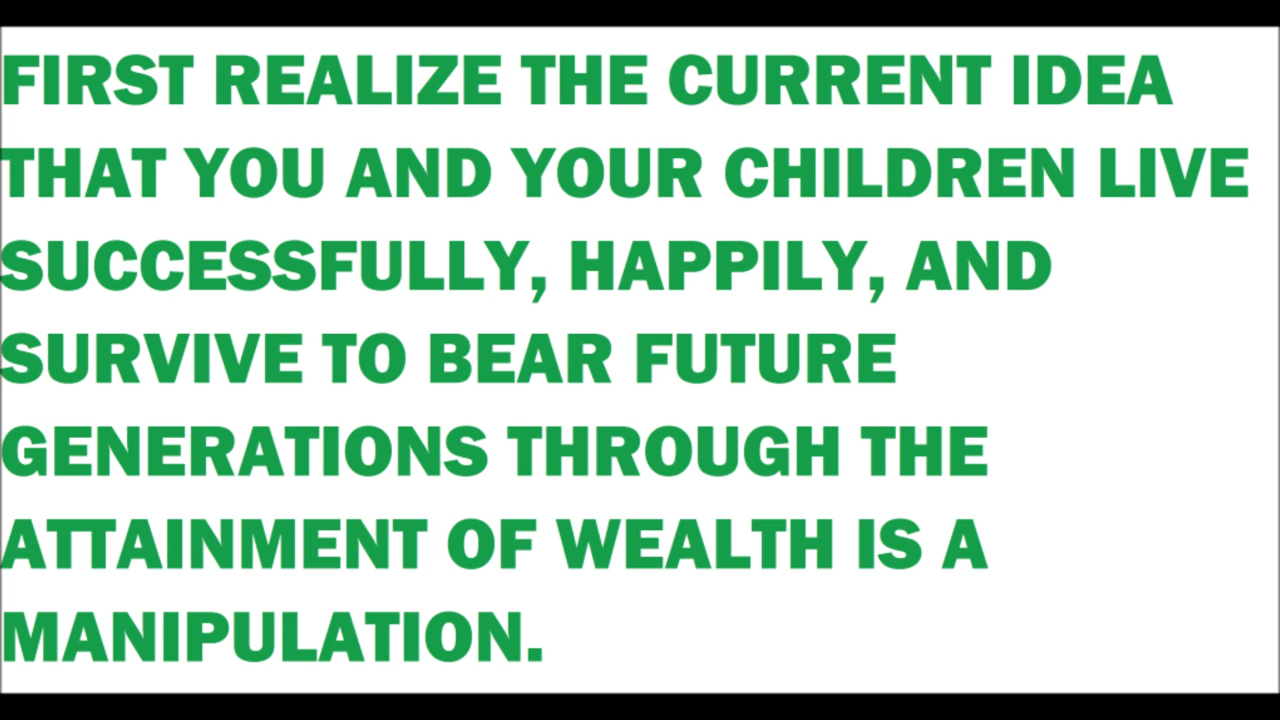 FIRST REALIZE THE CURRENT IDEA
THAT YOU AND YOUR CHILDREN LIVE
SUCCESSFULLY, HAPPILY, AND
SURVIVE TO BEAR FUTURE
GENERATIONS THROUGH THE
ATTAINMENT OF WEALTH IS A
MANIPULATION.